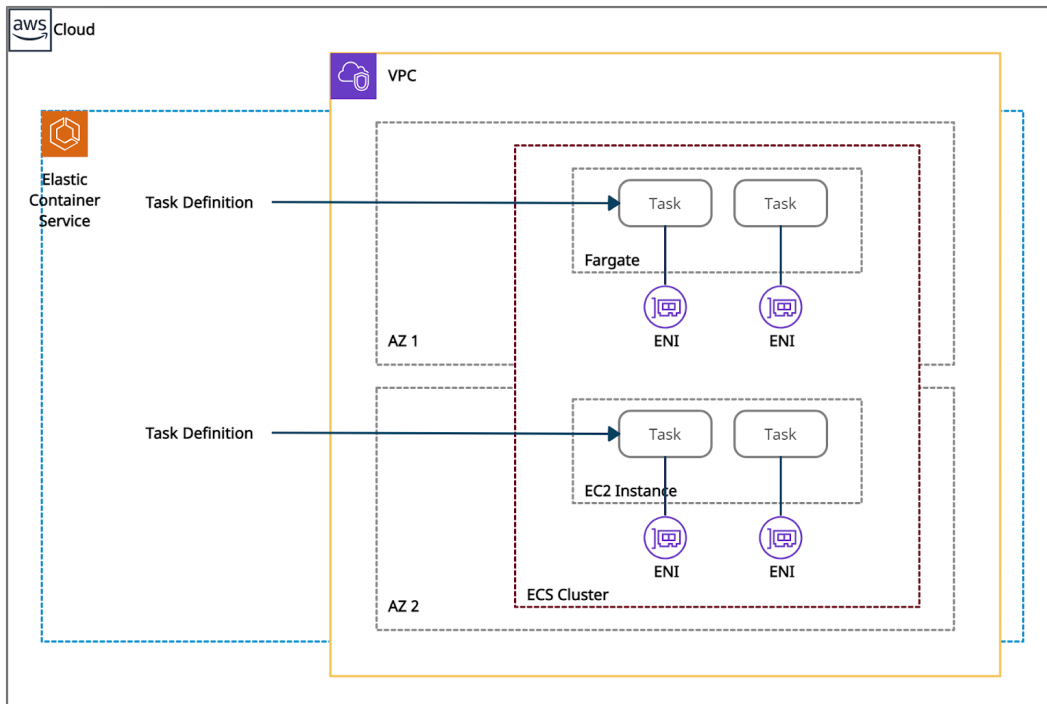 aws
Cloud
VPC
Elastic
Container
Service
Task Definition
Task
Task
Fargate
ENI
ENI
AZ 1
Task Definition
Task
Task
EC2 Instance
ENI
ENI
ECS Cluster
AZ 2